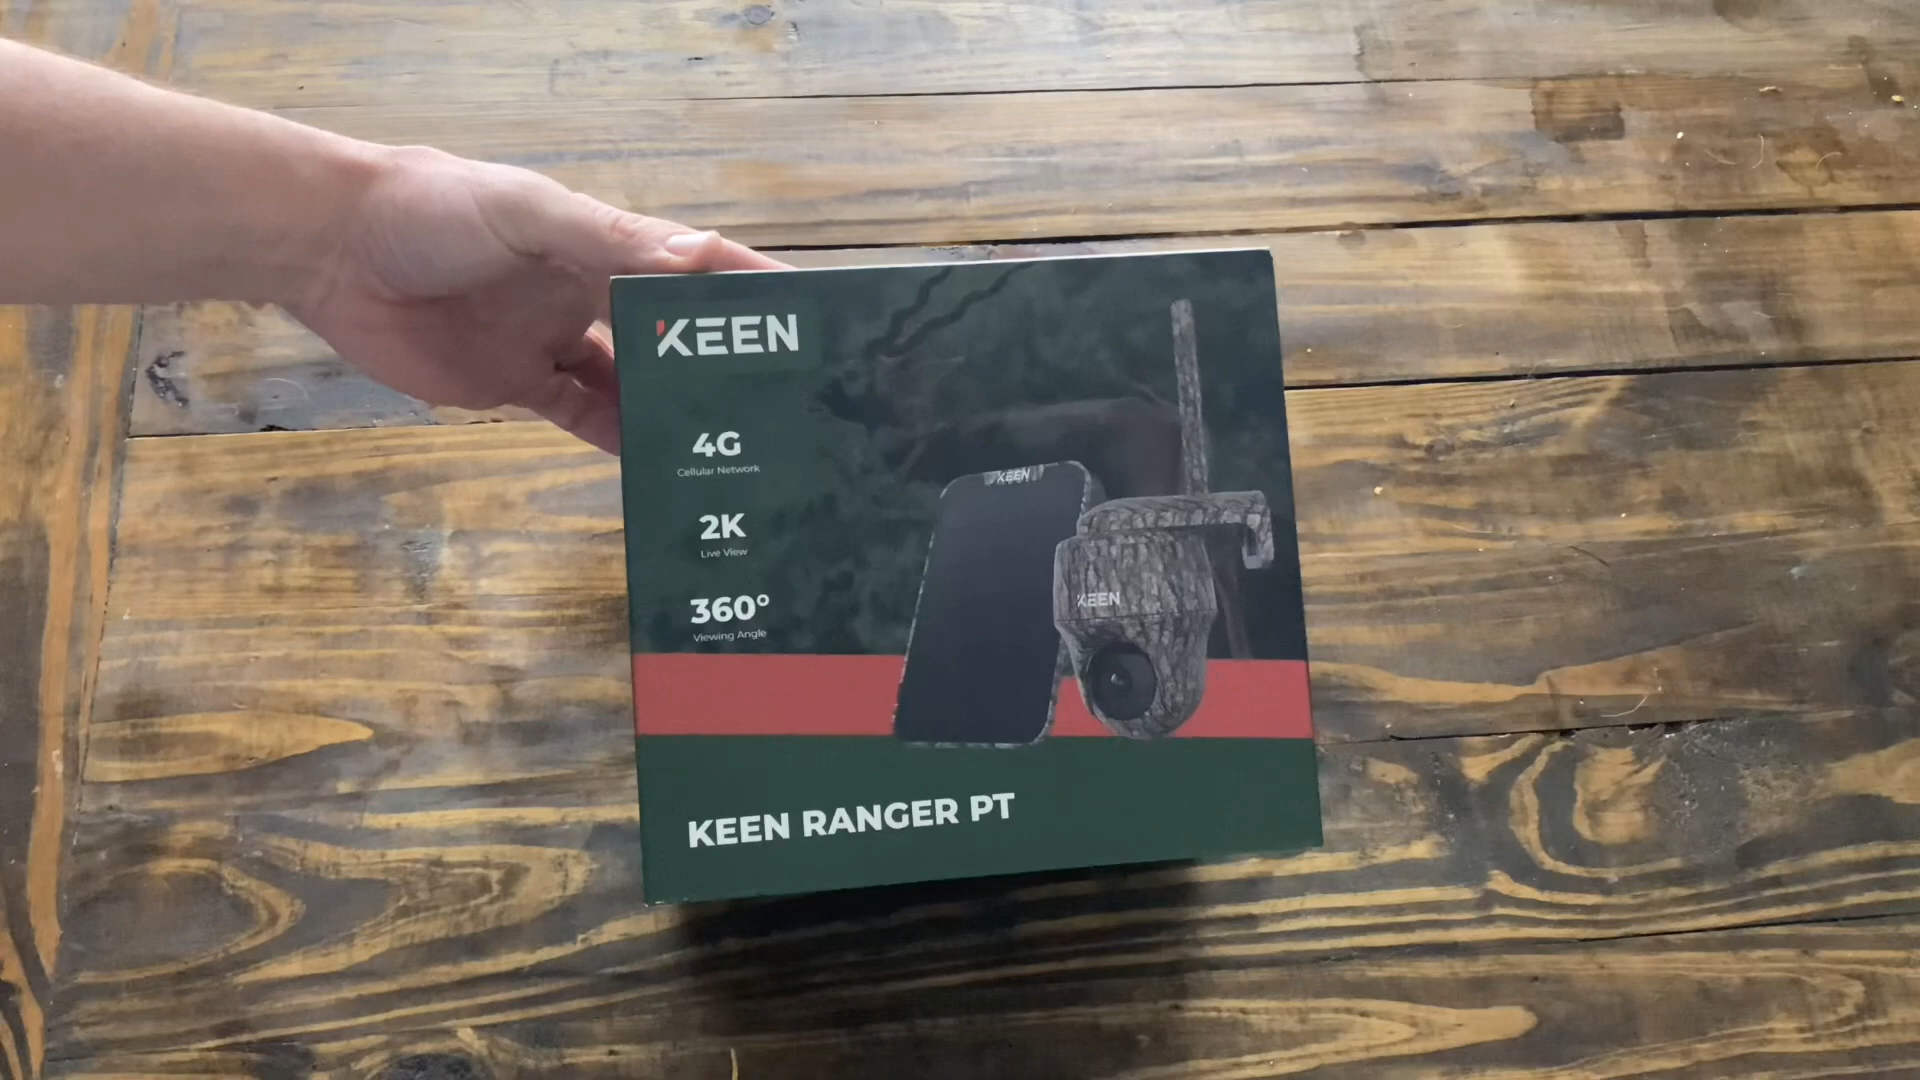 KEEN
4G
Cellular Network
2K
Live View
360°
Viewing Angle
KEEN
KEEN
KEEN RANGER PT